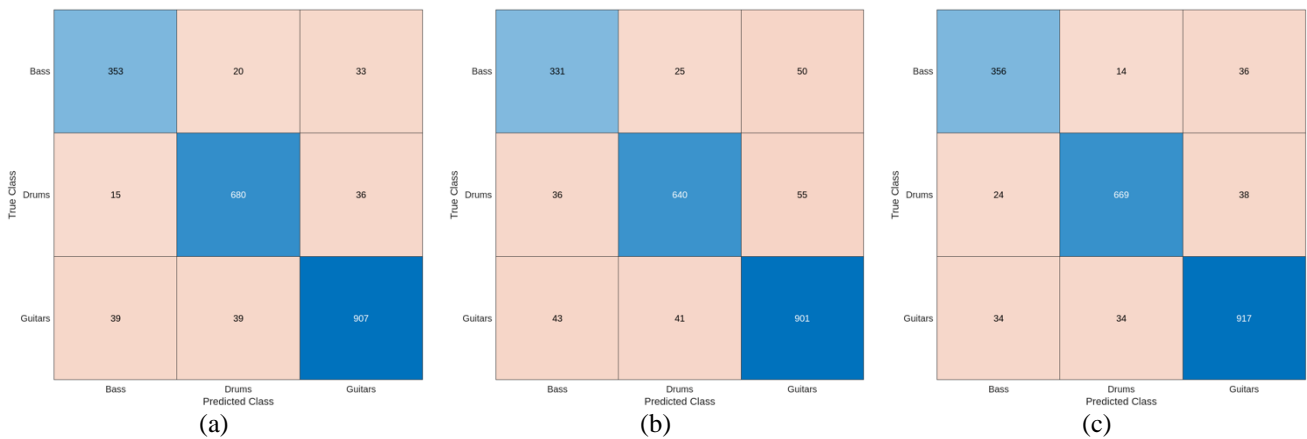 Bass 353 20 33
Drums 15 680 36
Guitars 39 39 907
Bass Drums Guitars
Predicted Class
True Class
(a)
Bass 331 25 50
Drums 36 640 55
Guitars 43 41 901
Bass Drums Guitars
Predicted Class
True Class
(b)
Bass 356 14 36
Drums 24 669 38
Guitars 34 34 917
Bass Drums Guitars
Predicted Class
True Class
(c)